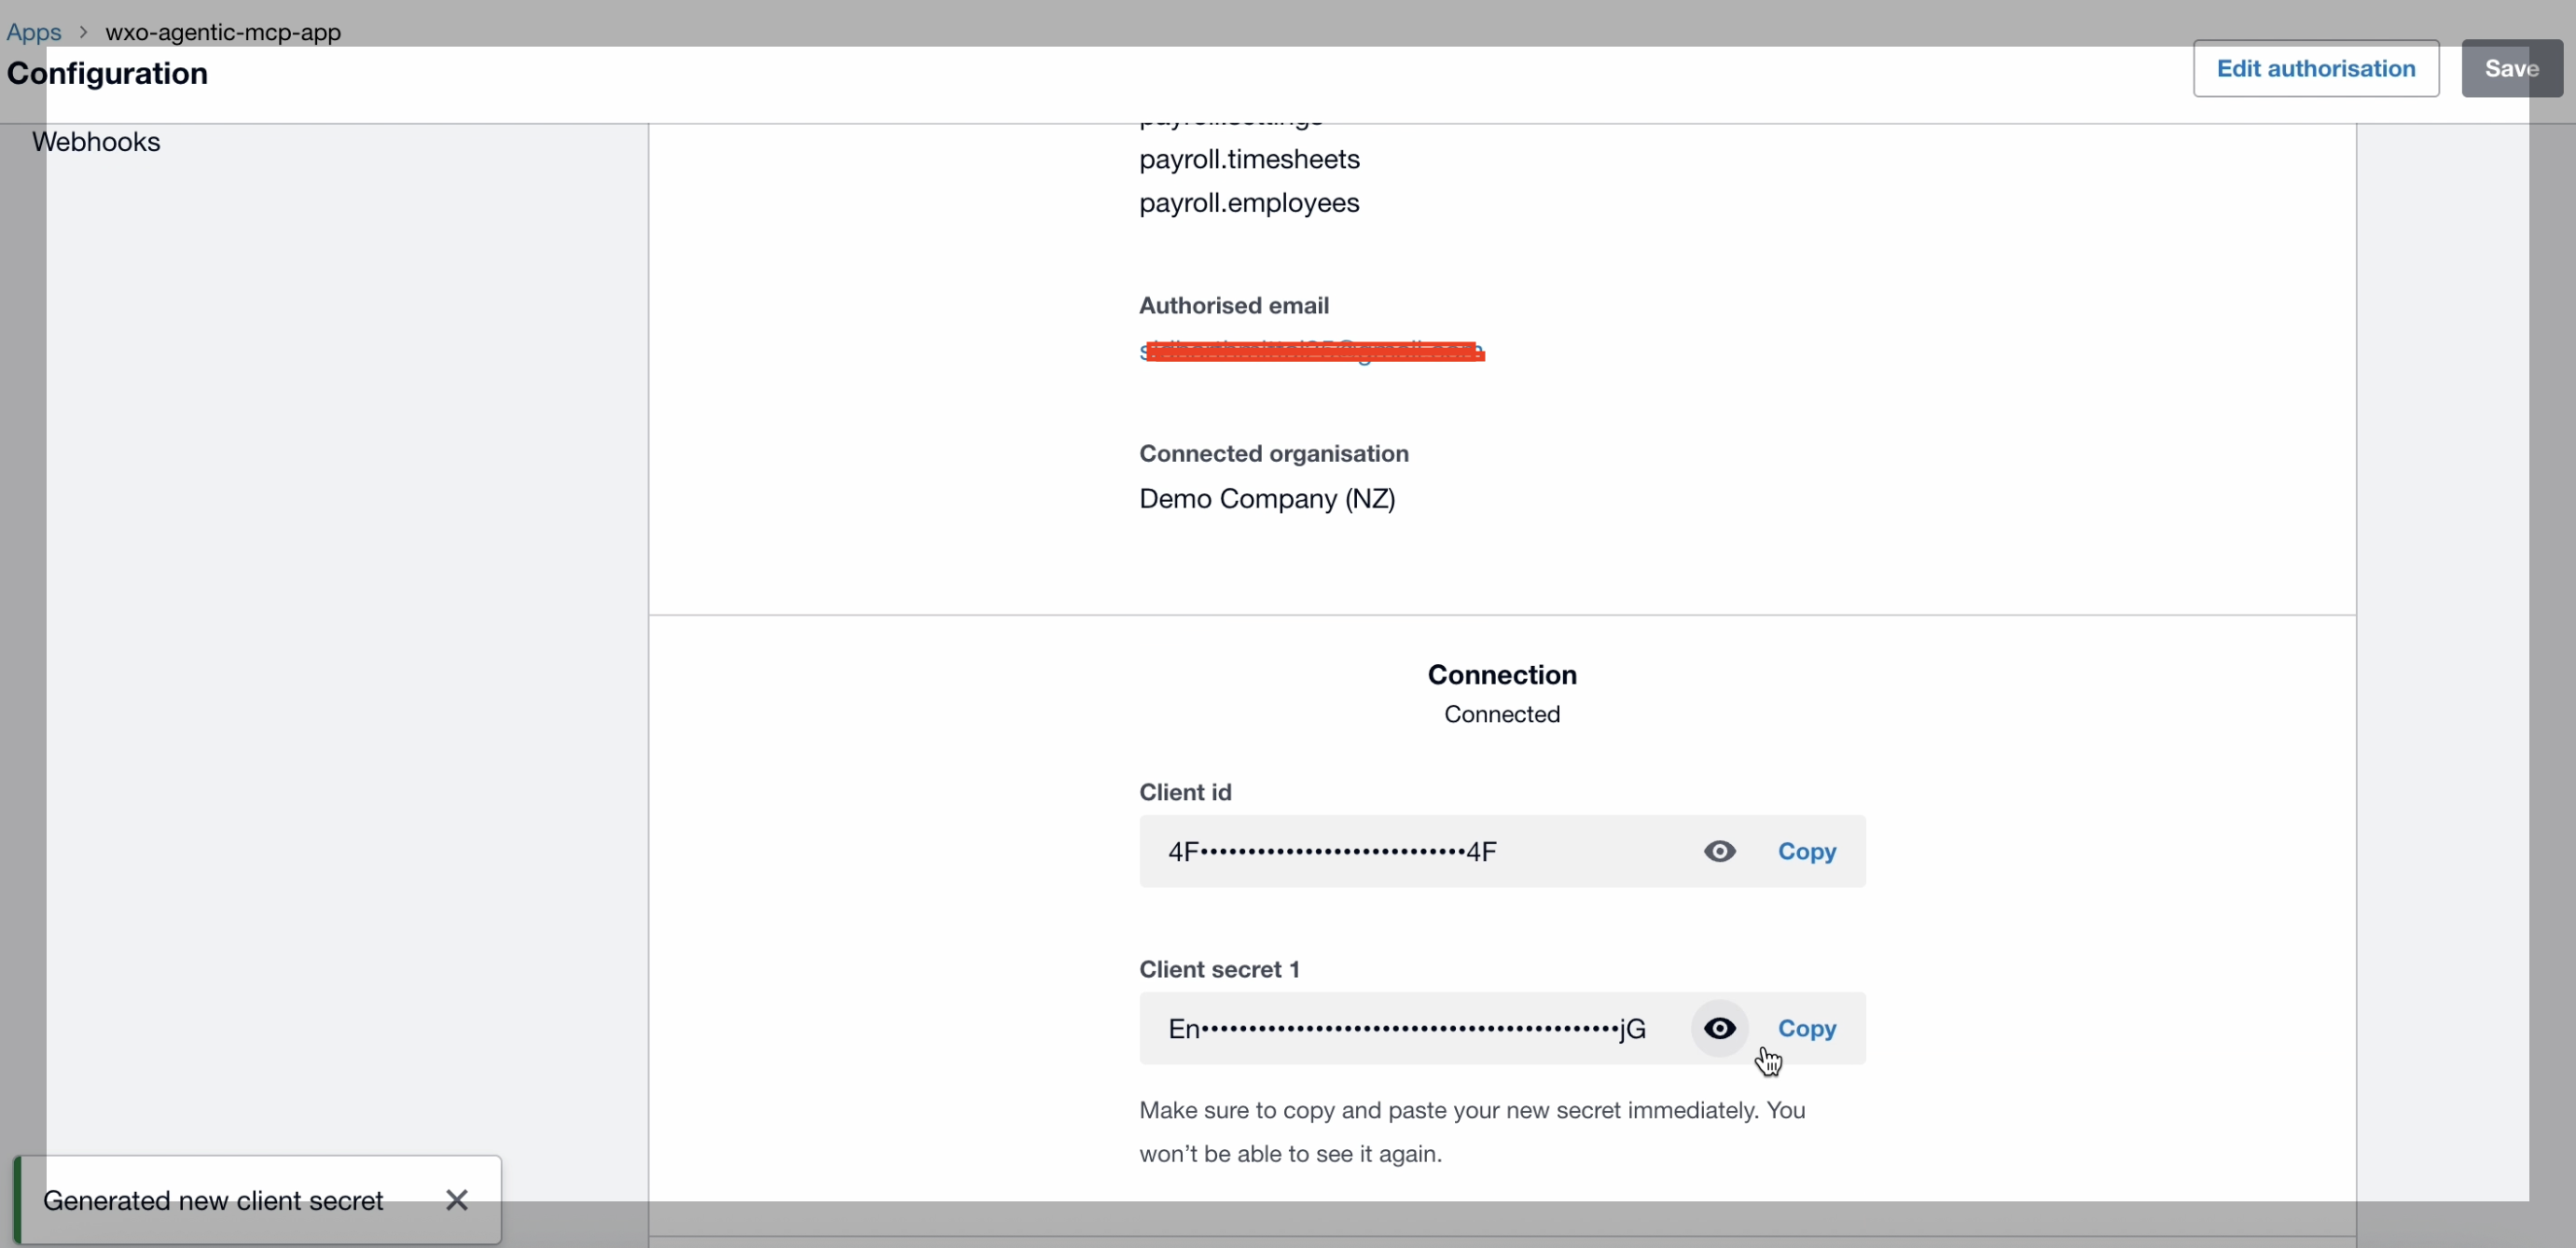 Apps > wxo-agentic-mcp-app
Configuration
Edit authorisation
Save
Webhooks
payroll.timesheets
payroll.employees
Authorised email
Connected organisation
Demo Company (NZ)
Connection
Connected
Client id
4F••••••••••••••••••••••••••••4F
Copy
Client secret 1
En••••••••••••••••••••••••••••••••••••••••••••jG
Copy
Make sure to copy and paste your new secret immediately. You
won't be able to see it again.
Generated new client secret